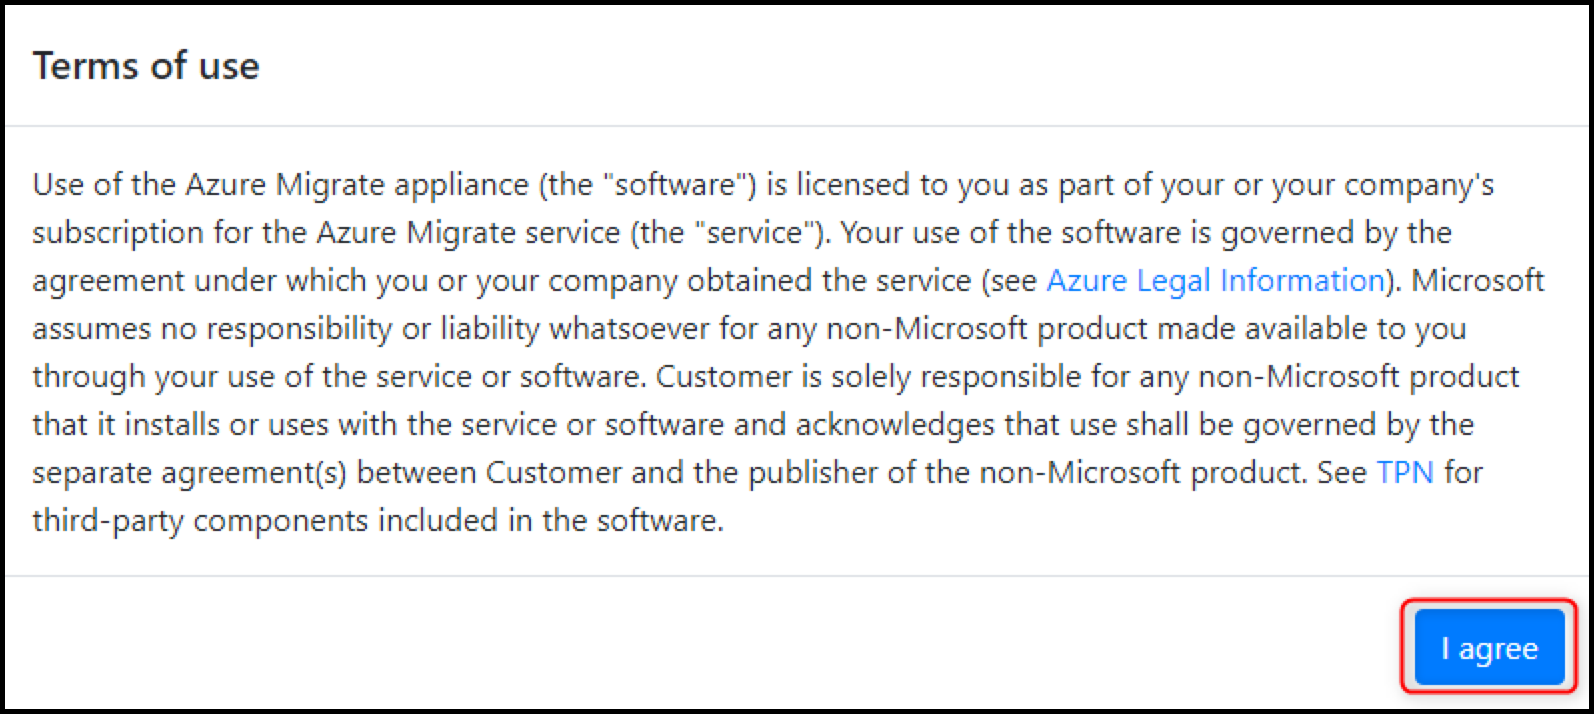 Terms of use
Use of the Azure Migrate appliance (the "software") is licensed to you as part of your or your company's
subscription for the Azure Migrate service (the "service"). Your use of the software is governed by the
agreement under which you or your company obtained the service (see Azure Legal Information). Microsoft
assumes no responsibility or liability whatsoever for any non-Microsoft product made available to you
through your use of the service or software. Customer is solely responsible for any non-Microsoft product
that it installs or uses with the service or software and acknowledges that use shall be governed by the
separate agreement(s) between Customer and the publisher of the non-Microsoft product. See TPN for
third-party components included in the software.
I agree